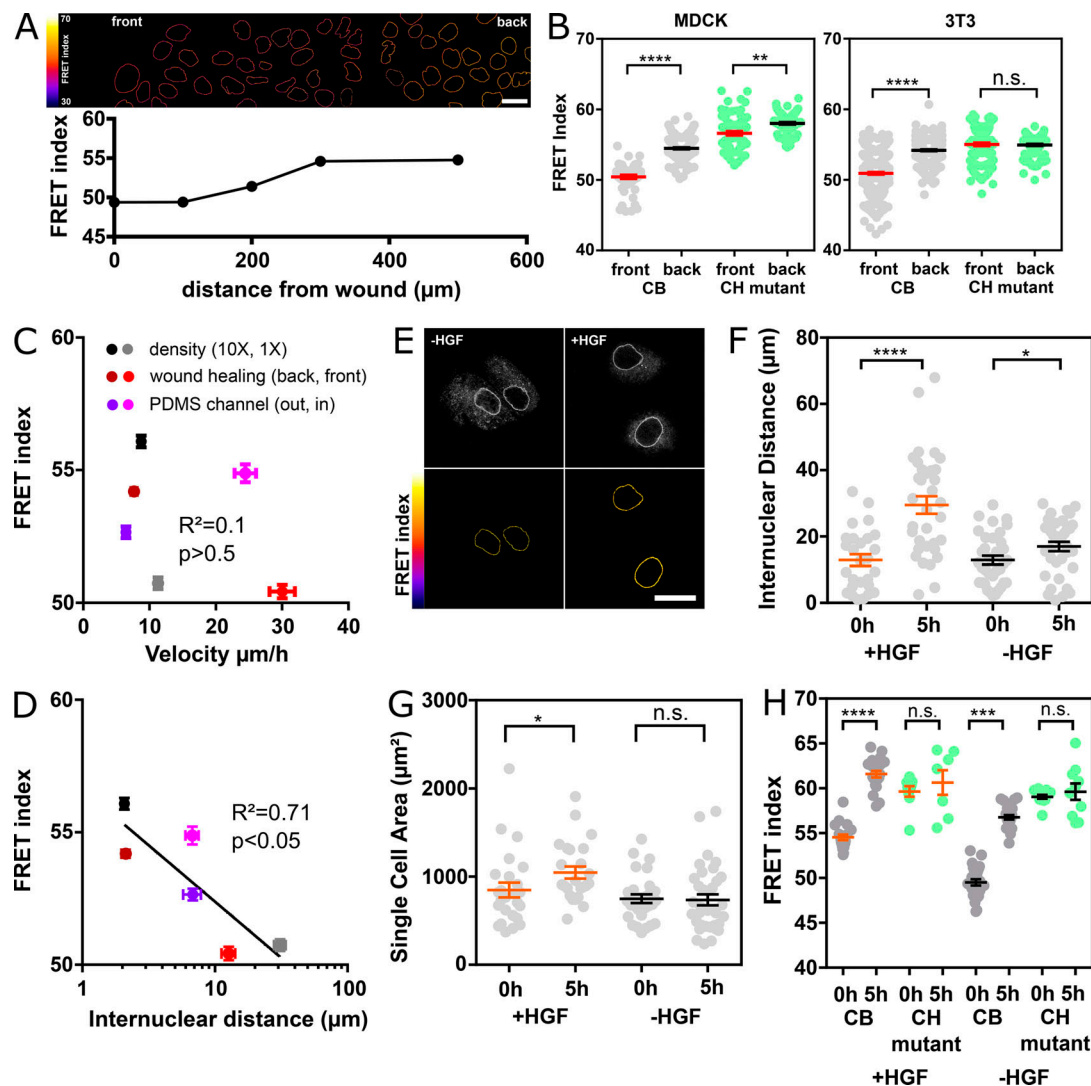 A
70
FRET index
30
front
back
FRET index
60
55
50
45
0
200
400
600
distance from wound (µm)
B
MDCK
3T3
FRET Index
70
60
50
40
****
**
front
back
front
back
CB
CH mutant
70
60
50
40
****
n.s.
front
back
front
back
CB
CH mutant
C
FRET index
60
55
50
density (10X, 1X)
wound healing (back, front)
PDMS channel (out, in)
R²=0.1
p>0.5
0
10
20
30
40
Velocity µm/h
E
-HGF
+HGF
FRET index
F
Internuclear Distance (µm)
80
60
40
20
0
****
*
0h
5h
0h
5h
+HGF
-HGF
D
FRET index
60
55
50
R²=0.71
p<0.05
1
10
100
Internuclear distance (µm)
G
Single Cell Area (µm²)
3000
2000
1000
0
*
n.s.
0h
5h
0h
5h
+HGF
-HGF
H
FRET index
70
65
60
55
50
45
40
****
n.s.
***
n.s.
0h 5h 0h 5h 0h 5h 0h 5h
CB CH CB CH
mutant mutant
+HGF -HGF